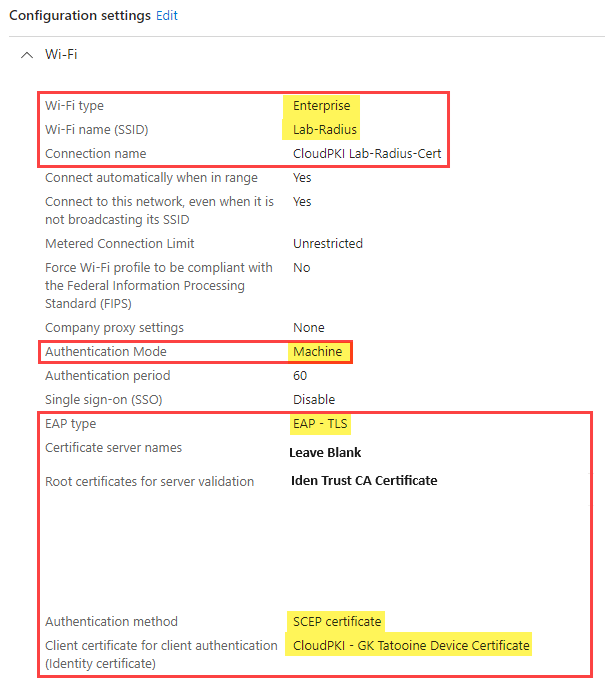 Configuration settings Edit
Wi-Fi
Wi-Fi type Enterprise
Wi-Fi name (SSID) Lab-Radius
Connection name CloudPKI Lab-Radius-Cert
Connect automatically when in range Yes
Connect to this network, even when it is Yes
not broadcasting its SSID
Metered Connection Limit Unrestricted
Force Wi-Fi profile to be compliant with No
the Federal Information Processing
Standard (FIPS)
Company proxy settings None
Authentication Mode Machine
Authentication period 60
Single sign-on (SSO) Disable
EAP type EAP - TLS
Certificate server names Leave Blank
Root certificates for server validation Iden Trust CA Certificate
Authentication method SCEP certificate
Client certificate for client authentication CloudPKI - GK Tatooine Device Certificate
(Identity certificate)